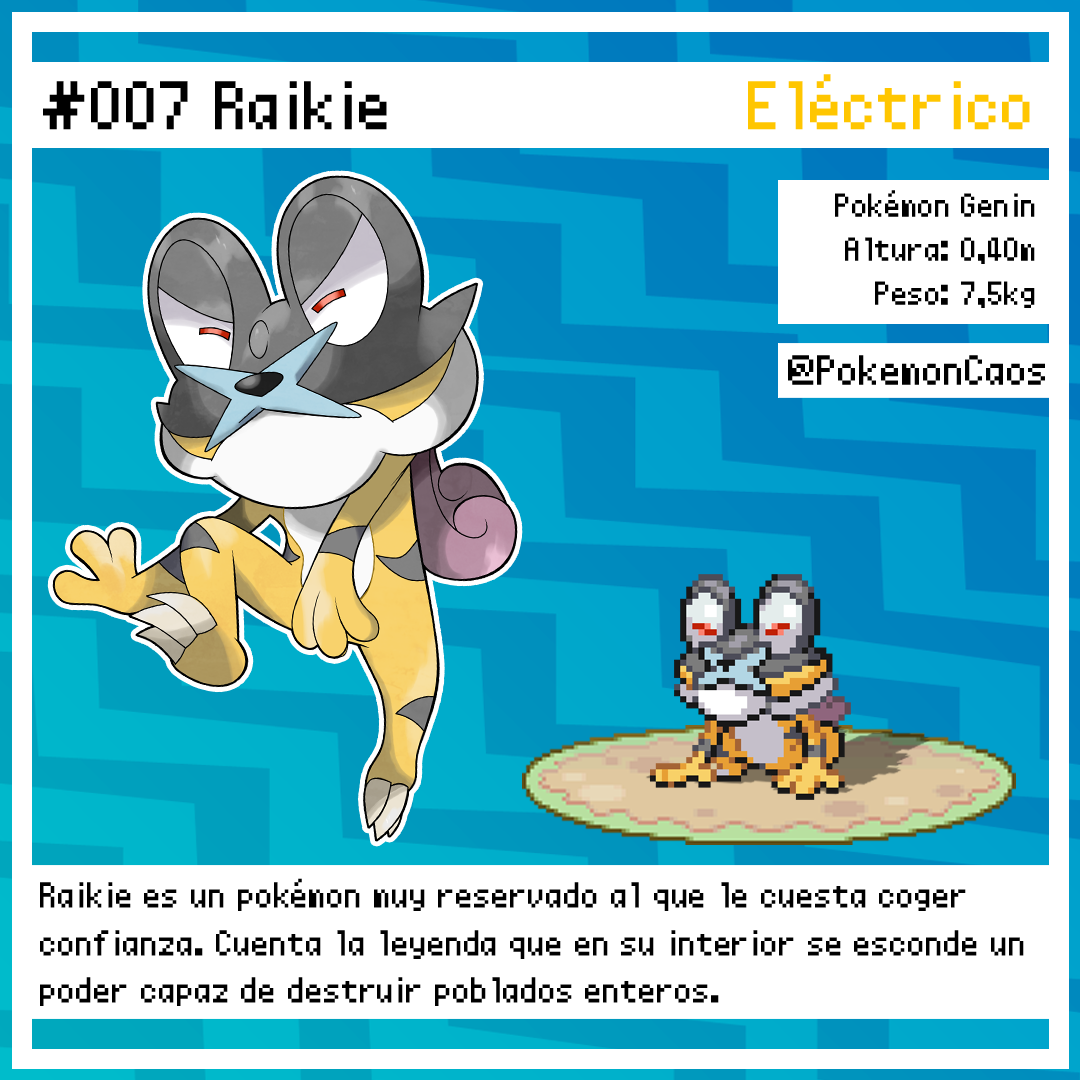 #007 Raikie
Eléctrico
Pokémon Genin
Altura: 0,40m
Peso: 7,5kg
@PokemonCaos
Raikie es un pokémon muy reservado al que le cuesta coger
confianza. Cuenta la leyenda que en su interior se esconde un
poder capaz de destruir poblados enteros.